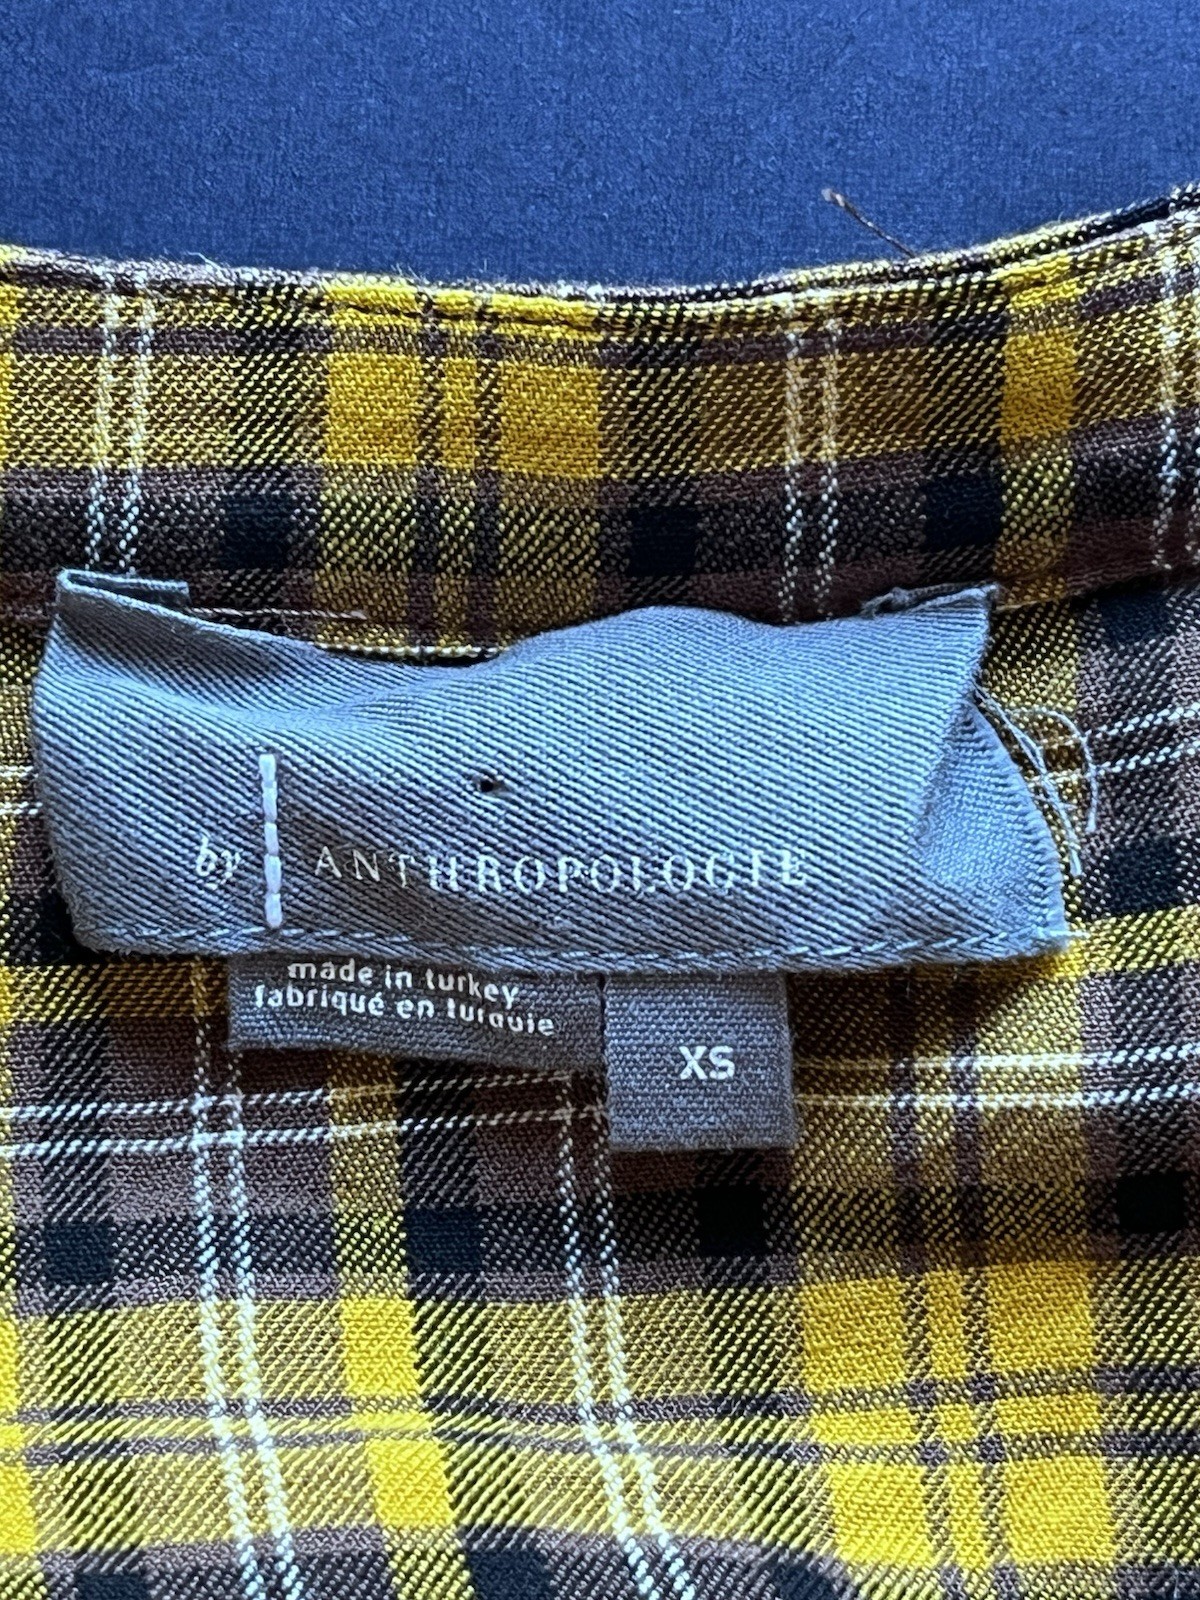 by ANTHROPOLOGIE
made in turkey
fabriqué en turquie
XS